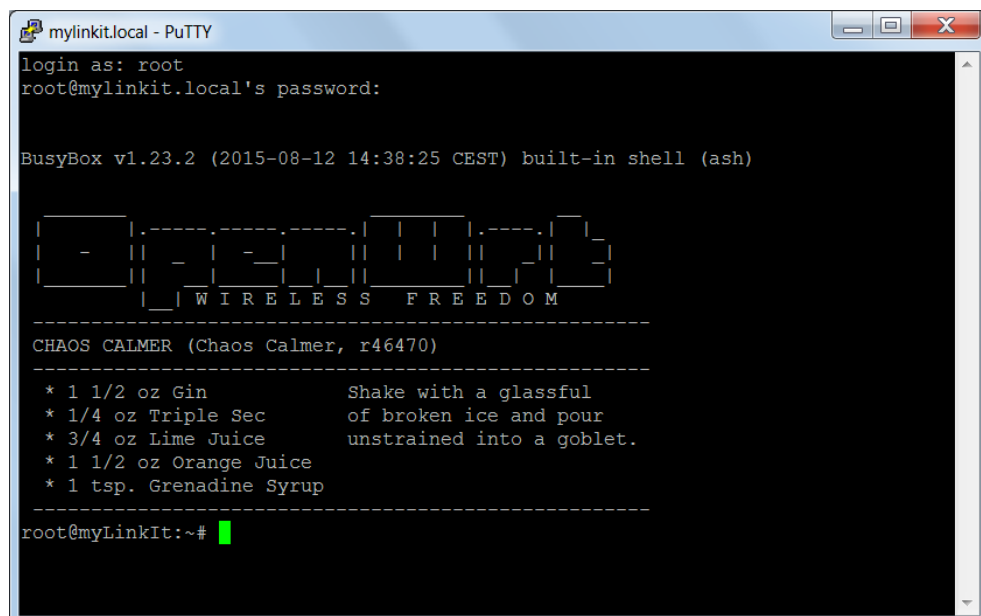 mylinkit.local - PuTTY
login as: root
root@mylinkit.local's password:
BusyBox v1.23.2 (2015-08-12 14:38:25 CEST) built-in shell (ash)
OpenWrt
W I R E L E S S   F R E E D O M
-----------------------------------------------------
CHAOS CALMER (Chaos Calmer, r46470)
-----------------------------------------------------
* 1 1/2 oz Gin            Shake with a glassful
* 1/4 oz Triple Sec       of broken ice and pour
* 3/4 oz Lime Juice       unstrained into a goblet.
* 1 1/2 oz Orange Juice
* 1 tsp. Grenadine Syrup
-----------------------------------------------------
root@myLinkIt:~#